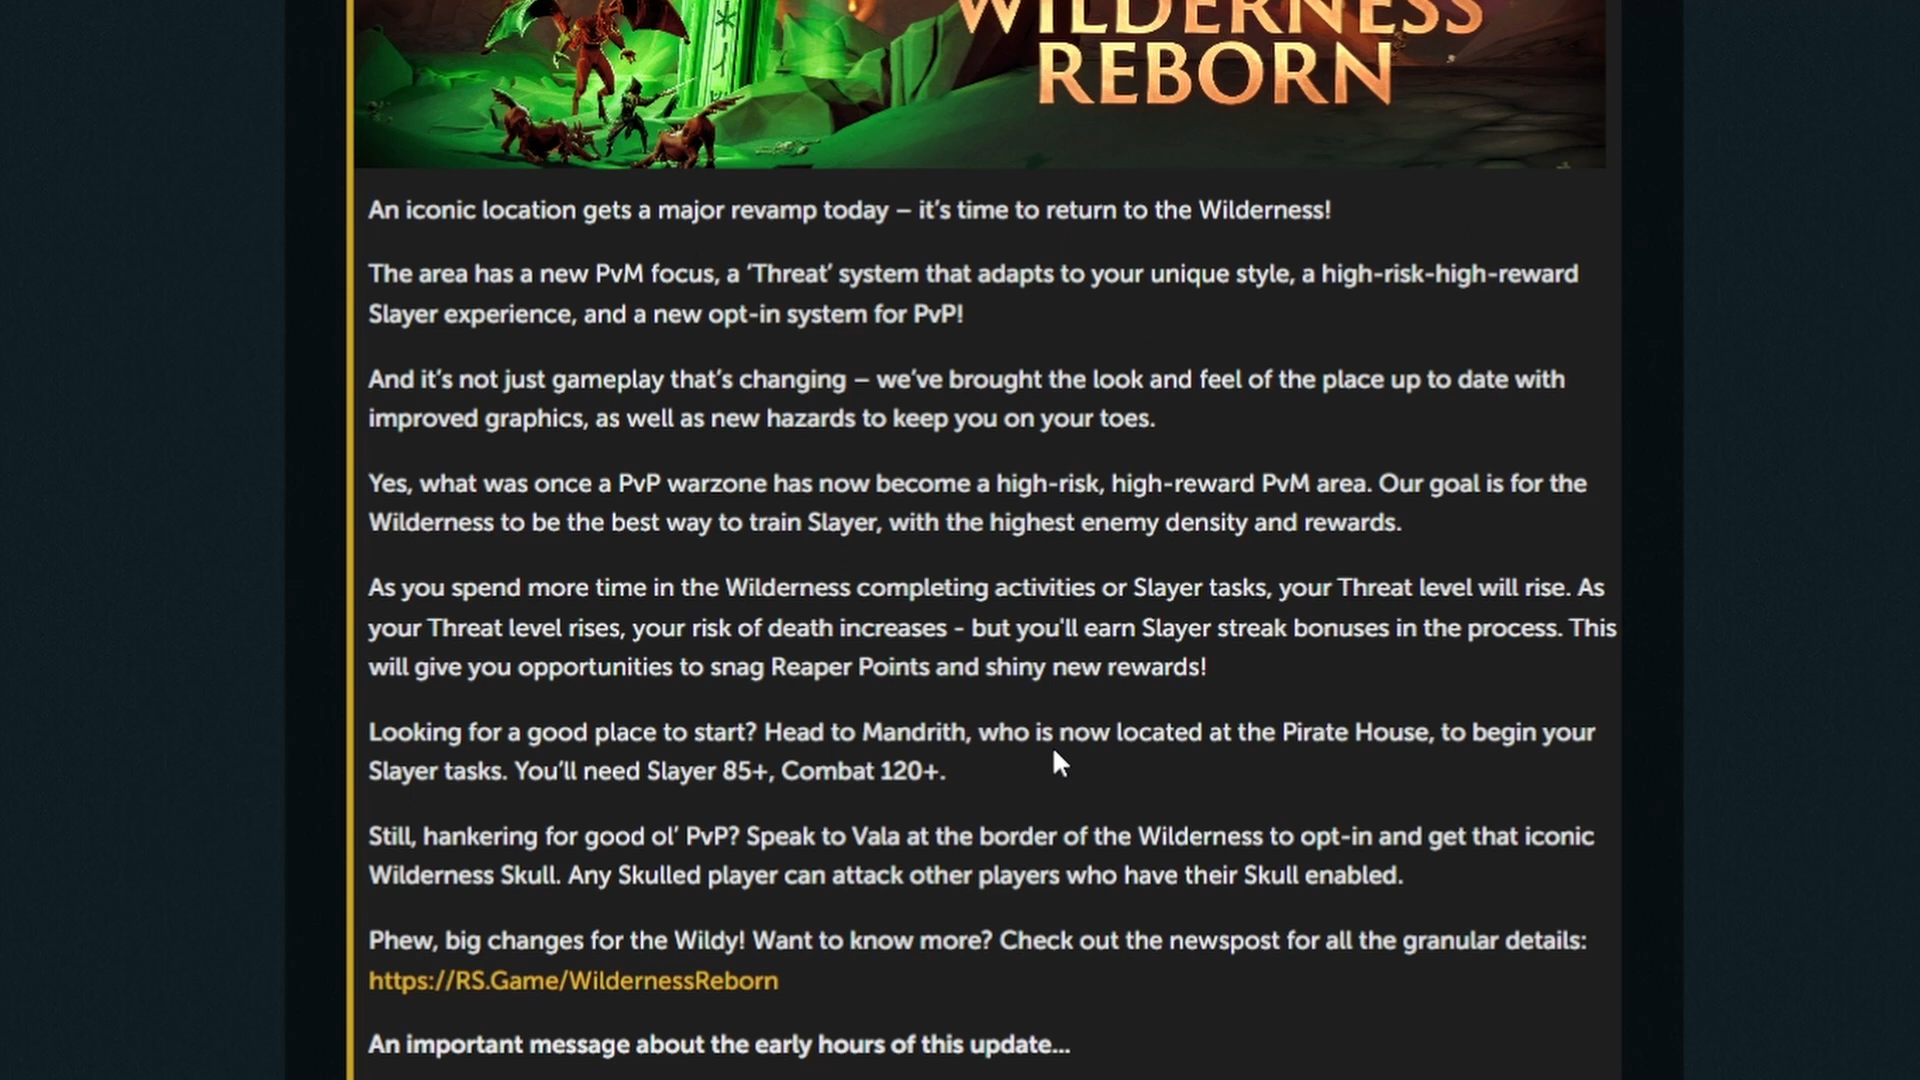 WILDERNESS
REBORN
An iconic location gets a major revamp today – it’s time to return to the Wilderness!
The area has a new PvM focus, a ‘Threat’ system that adapts to your unique style, a high-risk-high-reward
Slayer experience, and a new opt-in system for PvP!
And it’s not just gameplay that’s changing – we’ve brought the look and feel of the place up to date with
improved graphics, as well as new hazards to keep you on your toes.
Yes, what was once a PvP warzone has now become a high-risk, high-reward PvM area. Our goal is for the
Wilderness to be the best way to train Slayer, with the highest enemy density and rewards.
As you spend more time in the Wilderness completing activities or Slayer tasks, your Threat level will rise. As
your Threat level rises, your risk of death increases - but you'll earn Slayer streak bonuses in the process. This
will give you opportunities to snag Reaper Points and shiny new rewards!
Looking for a good place to start? Head to Mandrith, who is now located at the Pirate House, to begin your
Slayer tasks. You’ll need Slayer 85+, Combat 120+.
Still, hankering for good ol’ PvP? Speak to Vala at the border of the Wilderness to opt-in and get that iconic
Wilderness Skull. Any Skulled player can attack other players who have their Skull enabled.
Phew, big changes for the Wildy! Want to know more? Check out the newspost for all the granular details:
https://RS.Game/WildernessReborn
An important message about the early hours of this update...